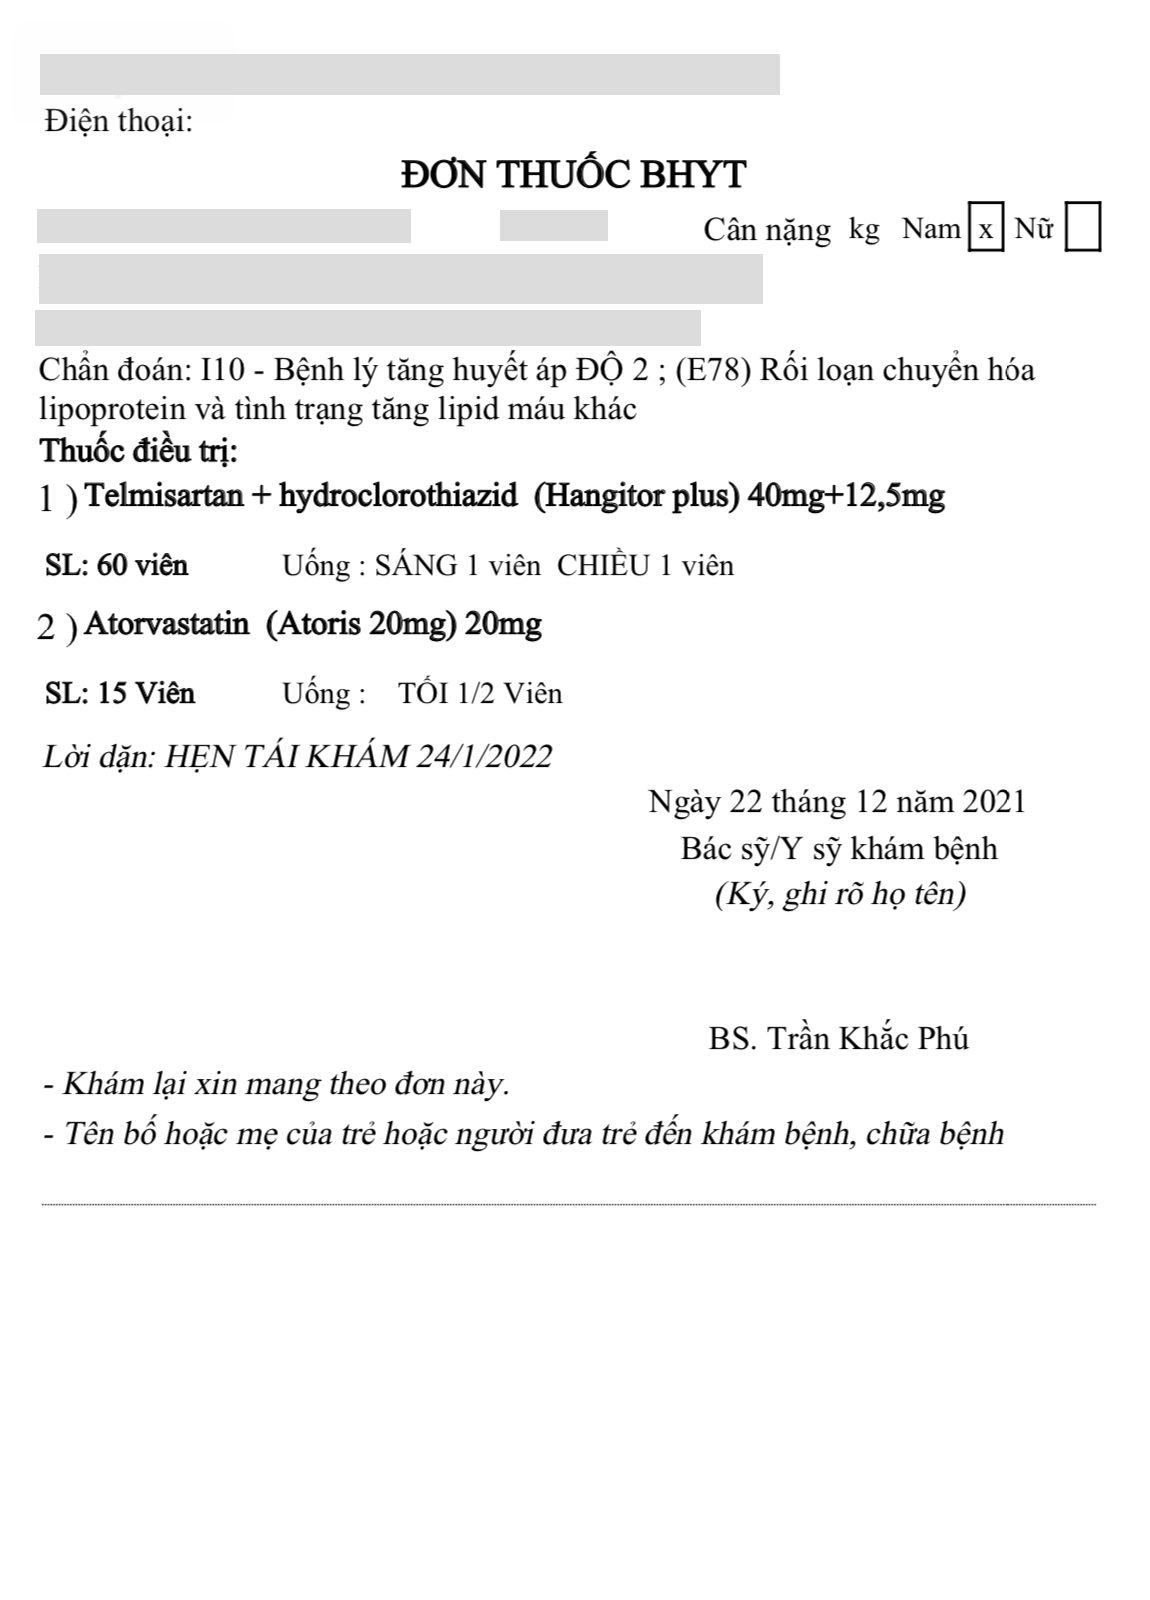 Điện thoại:
ĐƠN THUỐC BHYT
Cân nặng kg Nam x Nữ
Chẩn đoán: I10 - Bệnh lý tăng huyết áp ĐỘ 2 ; (E78) Rối loạn chuyển hóa
lipoprotein và tình trạng tăng lipid máu khác
Thuốc điều trị:
1 ) Telmisartan + hydroclorothiazid (Hangitor plus) 40mg+12,5mg
SL: 60 viên Uống : SÁNG 1 viên CHIỀU 1 viên
2 ) Atorvastatin (Atoris 20mg) 20mg
SL: 15 Viên Uống : TỐI 1/2 Viên
Lời dặn: HẸN TÁI KHÁM 24/1/2022
Ngày 22 tháng 12 năm 2021
Bác sỹ/Y sỹ khám bệnh
(Ký, ghi rõ họ tên)
BS. Trần Khắc Phú
- Khám lại xin mang theo đơn này.
- Tên bố hoặc mẹ của trẻ hoặc người đưa trẻ đến khám bệnh, chữa bệnh